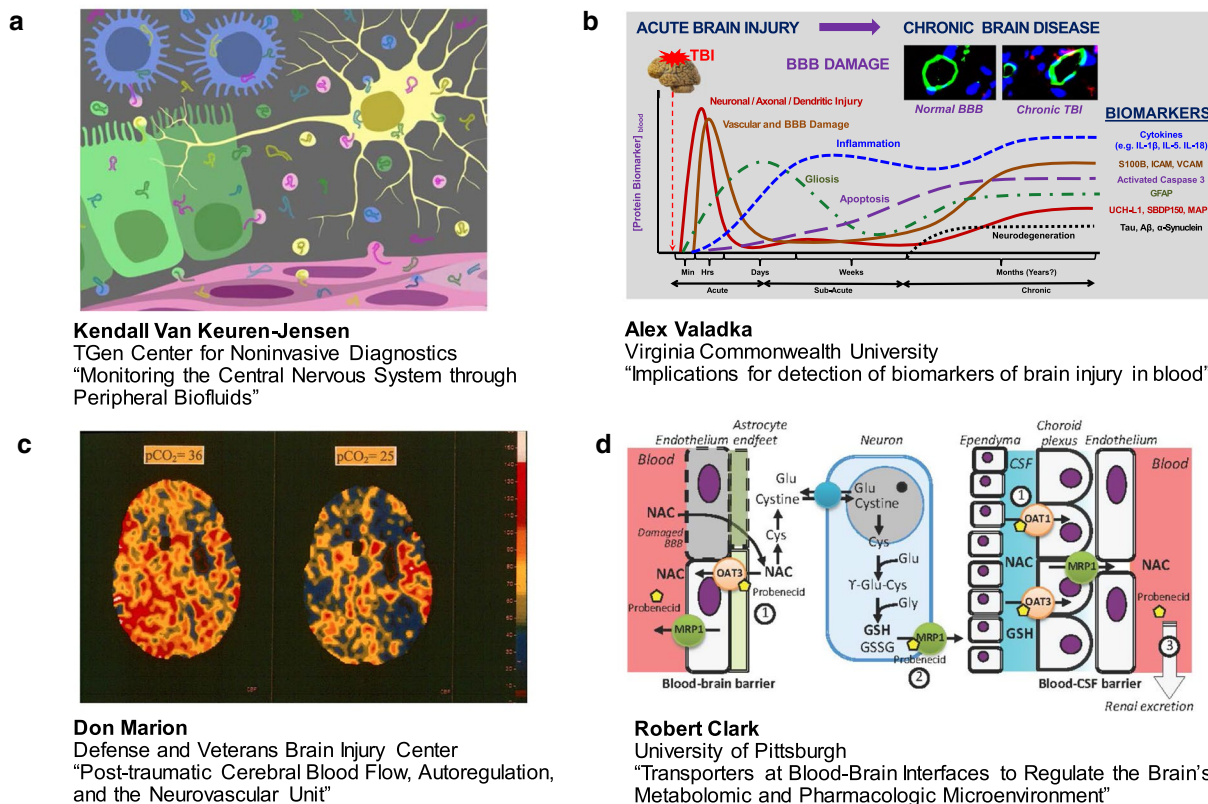 a
Kendall Van Keuren-Jensen
TGen Center for Noninvasive Diagnostics
“Monitoring the Central Nervous System through
Peripheral Biofluids”
b
ACUTE BRAIN INJURY
CHRONIC BRAIN DISEASE
TBI
BBB DAMAGE
Normal BBB
Chronic TBI
BIOMARKERS
[Protein Biomarker] blood
Neuronal / Axonal / Dendritic Injury
Vascular and BBB Damage
Inflammation
Gliosis
Apoptosis
Neurodegeneration
Cytokines
(e.g. IL-1β, IL-6. IL-18)
S100B, ICAM, VCAM
Activated Caspase 3
GFAP
UCH-L1, SBDP150, MAP
Tau, Aβ, α-Synuclein
Min
Hrs
Days
Weeks
Months (Years?)
Acute
Sub-Acute
Chronic
Alex Valadka
Virginia Commonwealth University
“Implications for detection of biomarkers of brain injury in blood”
c
pCO₂= 36
pCO₂= 25
CBF
CBF
Don Marion
Defense and Veterans Brain Injury Center
“Post-traumatic Cerebral Blood Flow, Autoregulation,
and the Neurovascular Unit”
d
Endothelium
Astrocyte
endfeet
Neuron
Ependyma
Choroid
plexus
Endothelium
Blood
CSF
Blood
NAC
Damaged
BBB
NAC
OAT3
NAC
Probenecid
Probenecid
1
MRP1
Blood-brain barrier
Glu
Cystine
Cys
Glu
Cystine
Cys
Glu
ϒ-Glu-Cys
Gly
GSH
GSSG
MRP1
Probenecid
2
1
OAT1
NAC
MRP1
NAC
OAT3
GSH
Probenecid
3
Blood-CSF barrier
Renal excretion
Robert Clark
University of Pittsburgh
“Transporters at Blood-Brain Interfaces to Regulate the Brain’s
Metabolomic and Pharmacologic Microenvironment”